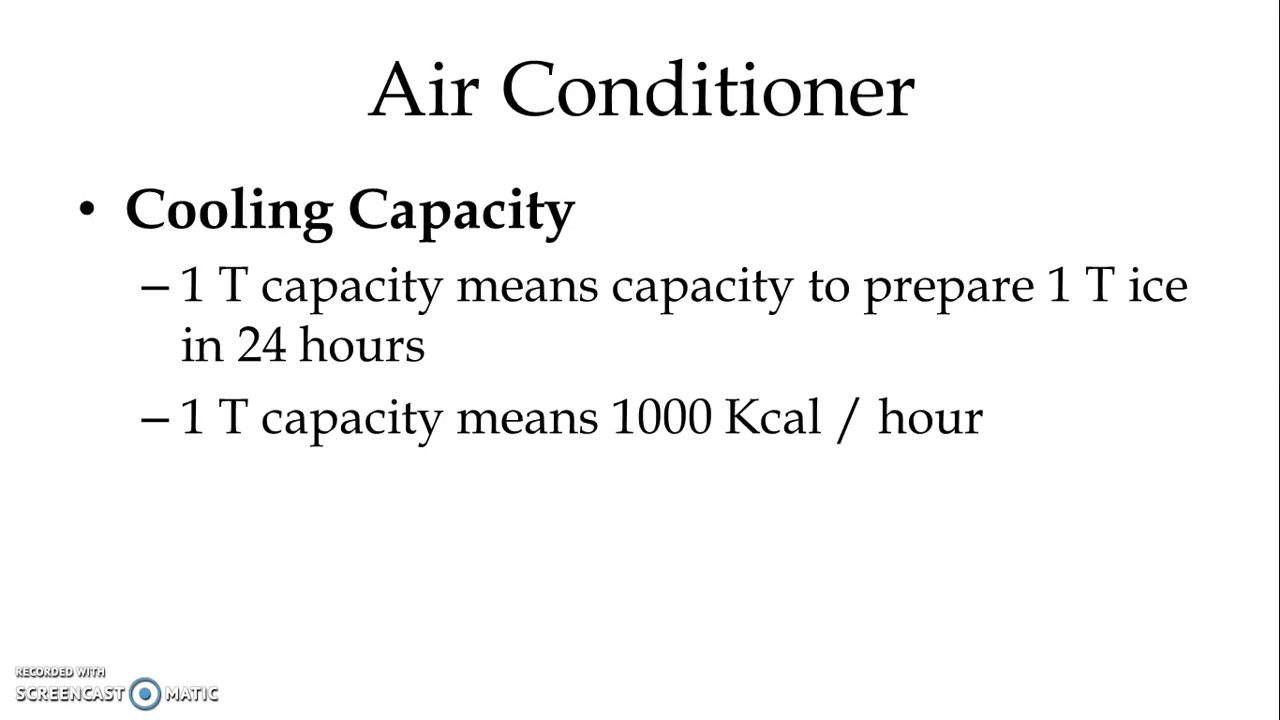 Air Conditioner
• Cooling Capacity
– 1 T capacity means capacity to prepare 1 T ice
in 24 hours
– 1 T capacity means 1000 Kcal / hour
RECORDED WITH
SCREENCAST MATIC